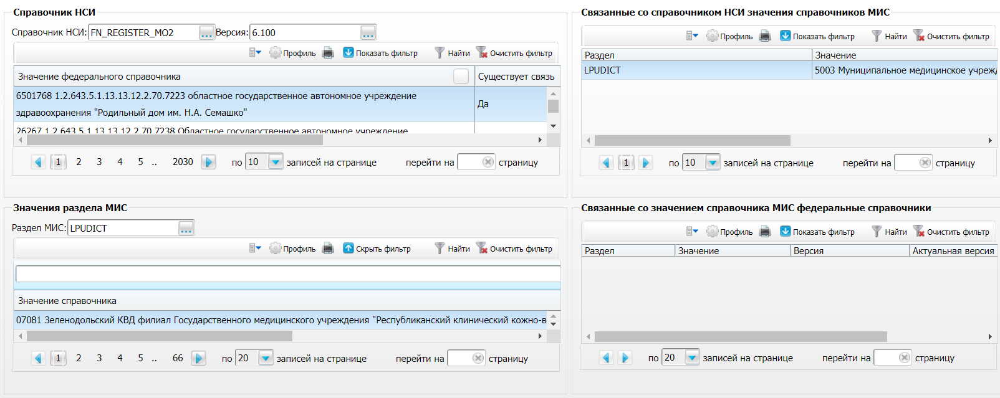 Справочник НСИ
Справочник НСИ: FN_REGISTER_MO2 ... Версия: 6.100 ...
Профиль Показать фильтр Найти Очистить фильтр
Значение федерального справочника Существует связь
6501768 1.2.643.5.1.13.13.12.2.70.7223 областное государственное автономное учреждение
здравоохранения "Родильный дом им. Н.А. Семашко"
Да
26267 1.2.643.5.1.13.13.12.2.70.7238 Областное государственное автономное учреждение
1 2 3 4 5 .. 2030 по 10 записей на странице перейти на страницу
Связанные со справочником НСИ значения справочников МИС
Профиль Показать фильтр Найти Очистить фильтр
Раздел Значение
LPUDICT 5003 Муниципальное медицинское учреж
1 по 10 записей на странице перейти на страницу
Значения раздела МИС
Раздел МИС: LPUDICT ...
Профиль Скрыть фильтр Найти Очистить фильтр
Значение справочника
07081 Зеленодольский КВД филиал Государственного медицинского учреждения "Республиканский клинический кожно-в
1 2 3 4 5 .. 66 по 20 записей на странице перейти на страницу
Связанные со значением справочника МИС федеральные справочники
Профиль Показать фильтр Найти Очистить фильтр
Раздел Значение Версия Актуальная версия
по 20 записей на странице перейти на страницу